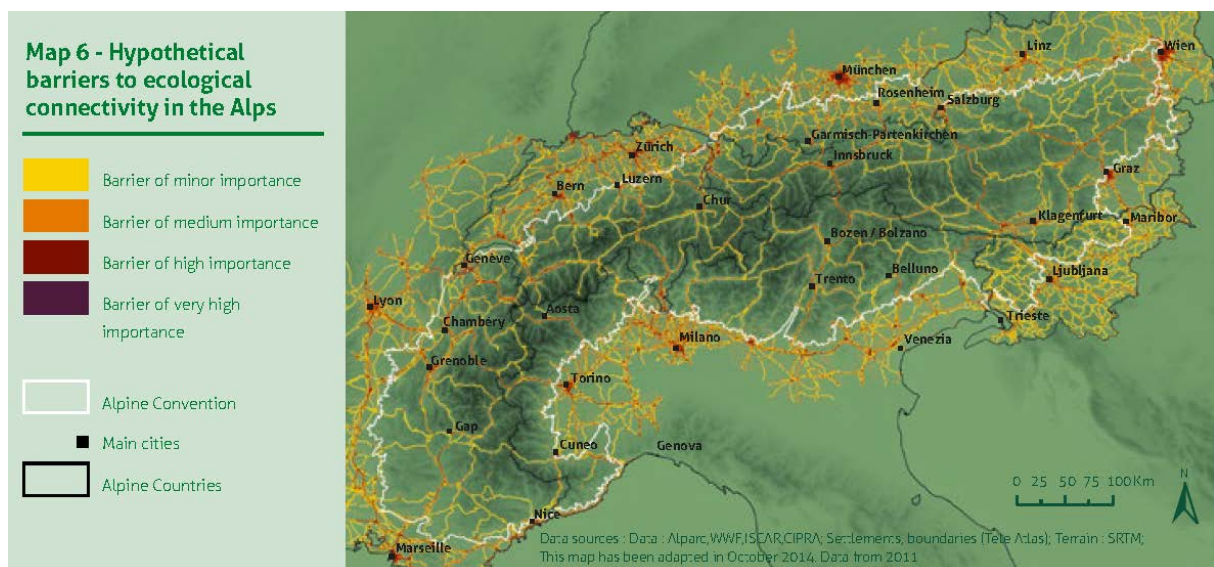 Map 6 - Hypothetical
barriers to ecological
connectivity in the Alps
Barrier of minor importance
Barrier of medium importance
Barrier of high importance
Barrier of very high
importance
Alpine Convention
Main cities
Alpine Countries
Linz
Wien
München
Rosenheim
Salzburg
Garmisch-Partenkirchen
Zürich
Innsbruck
Graz
Luzern
Bern
Chur
Klagenfurt
Maribor
Bozen / Bolzano
Genève
Belluno
Ljubljana
Trento
Lyon
Aosta
Trieste
Chambéry
Milano
Venezia
Grenoble
Torino
Gap
Cuneo
Genova
0 25 50 75 100Km
N
Nice
Marseille
Data sources : Data : Alparc,WWF,ISCAR,CIPRA; Settlements, boundaries (Tele Atlas); Terrain : SRTM;
This map has been adapted in October 2014. Data from 2011